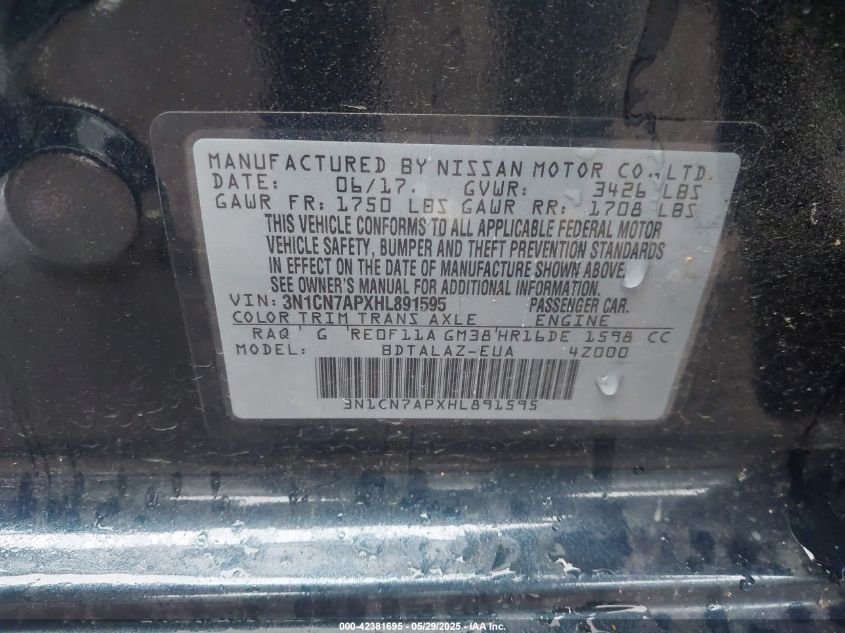 MANUFACTURED BY NISSAN MOTOR CO.,LTD.
DATE: 06/17. GVWR: 3426 LBS
GAWR FR: 1750 LBS GAWR RR: 1708 LBS
THIS VEHICLE CONFORMS TO ALL APPLICABLE FEDERAL MOTOR
VEHICLE SAFETY, BUMPER AND THEFT PREVENTION STANDARDS
IN EFFECT ON THE DATE OF MANUFACTURE SHOWN ABOVE.
SEE OWNER'S MANUAL FOR ADDITIONAL INFORMATION.
VIN: 3N1CN7APXHL891595 PASSENGER CAR.
COLOR TRIM TRANS AXLE ENGINE
RAQ G RE0F11A GM38 HR16DE 1598 CC
MODEL: BDTALAZ-EUA 4Z000
3N1CN7APXHL891595
000-42381695 - 05/29/2025 - IAA Inc.